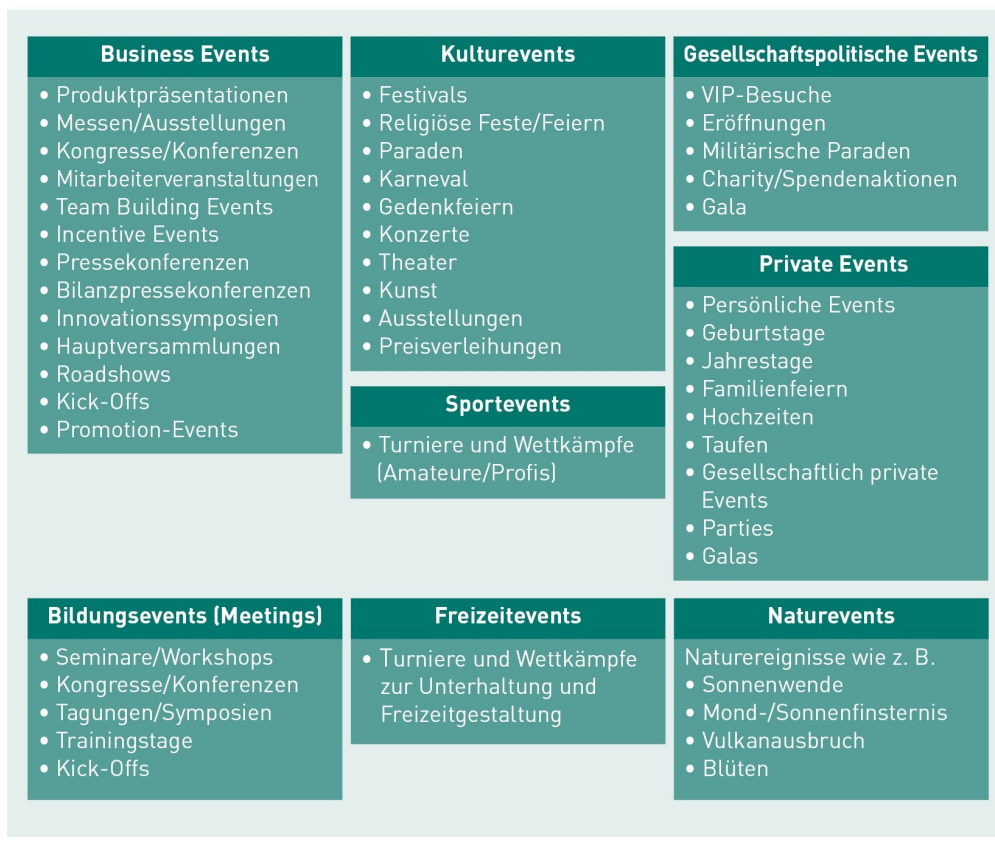 Business Events
• Produktpräsentationen
• Messen/Ausstellungen
• Kongresse/Konferenzen
• Mitarbeiterveranstaltungen
• Team Building Events
• Incentive Events
• Pressekonferenzen
• Bilanzpressekonferenzen
• Innovationssymposien
• Hauptversammlungen
• Roadshows
• Kick-Offs
• Promotion-Events
Kulturevents
• Festivals
• Religiöse Feste/Feiern
• Paraden
• Karneval
• Gedenkfeiern
• Konzerte
• Theater
• Kunst
• Ausstellungen
• Preisverleihungen
Sportevents
• Turniere und Wettkämpfe
(Amateure/Profis)
Gesellschaftspolitische Events
• VIP-Besuche
• Eröffnungen
• Militärische Paraden
• Charity/Spendenaktionen
• Gala
Private Events
• Persönliche Events
• Geburtstage
• Jahrestage
• Familienfeiern
• Hochzeiten
• Taufen
• Gesellschaftlich private
Events
• Parties
• Galas
Bildungsevents (Meetings)
• Seminare/Workshops
• Kongresse/Konferenzen
• Tagungen/Symposien
• Trainingstage
• Kick-Offs
Freizeitevents
• Turniere und Wettkämpfe
zur Unterhaltung und
Freizeitgestaltung
Naturevents
Naturereignisse wie z. B.
• Sonnenwende
• Mond-/Sonnenfinsternis
• Vulkanausbruch
• Blüten